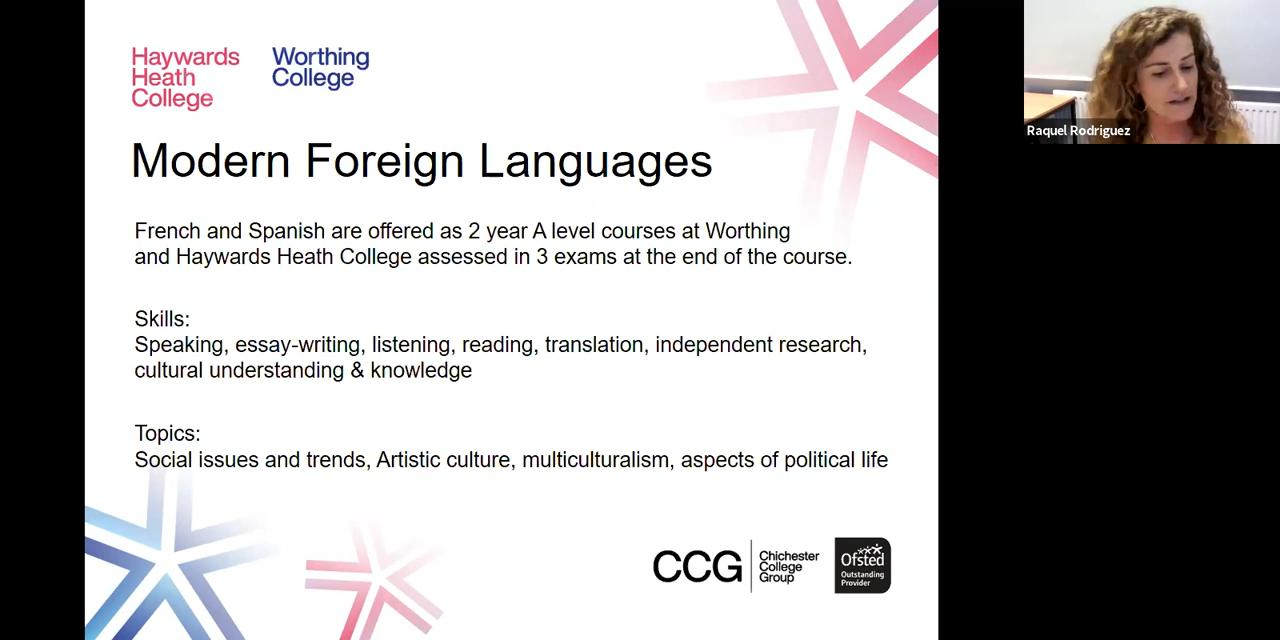 Haywards
Heath
College
Worthing
College
Raquel Rodriguez
Modern Foreign Languages
French and Spanish are offered as 2 year A level courses at Worthing
and Haywards Heath College assessed in 3 exams at the end of the course.
Skills:
Speaking, essay-writing, listening, reading, translation, independent research,
cultural understanding & knowledge
Topics:
Social issues and trends, Artistic culture, multiculturalism, aspects of political life
CCG
Chichester
College
Group
Ofsted
Outstanding
Provider